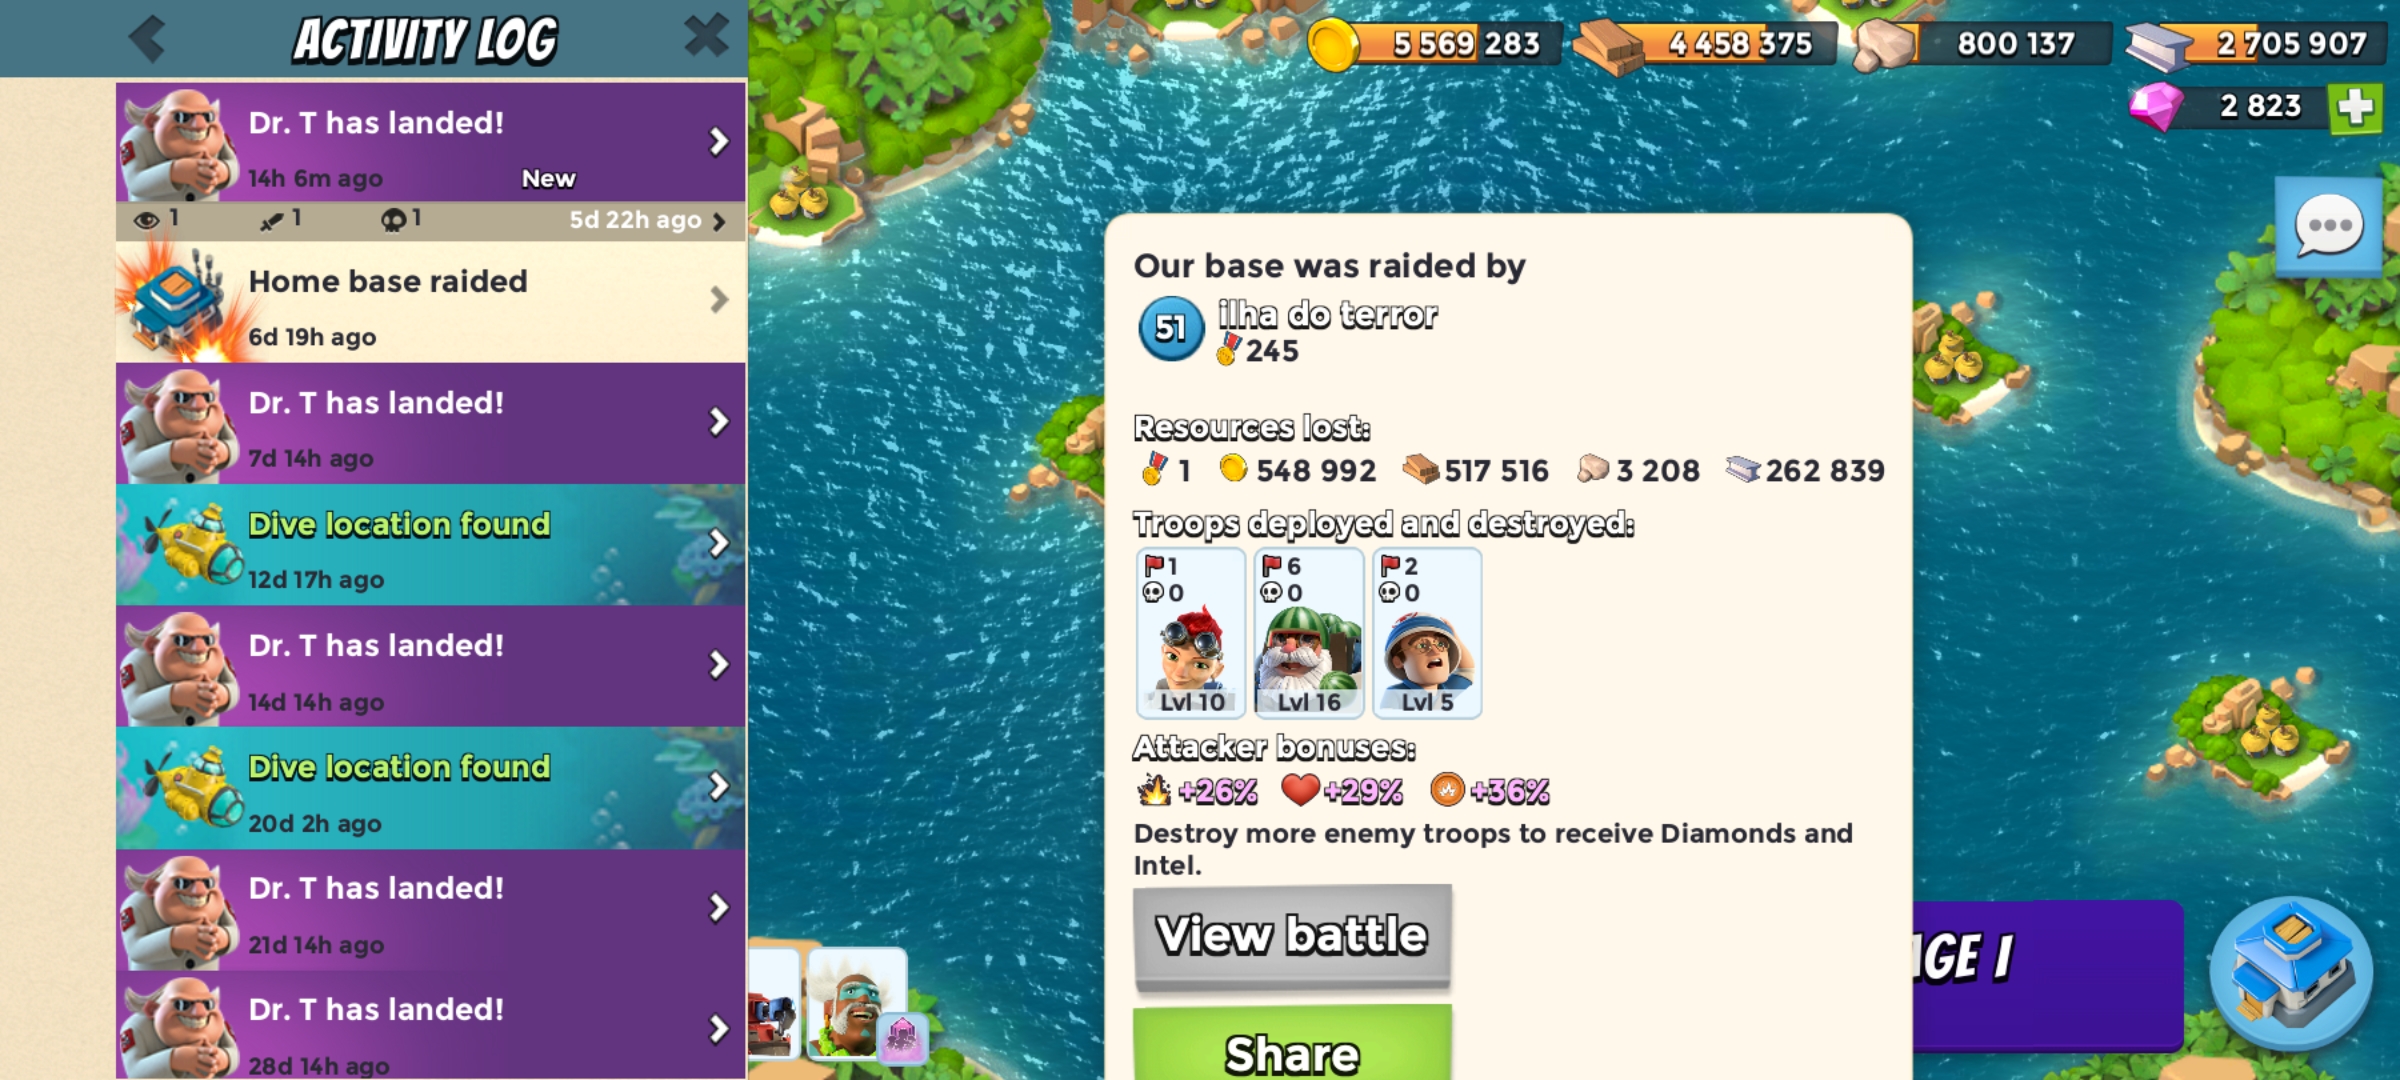 ACTIVITY LOG
Dr. T has landed!
14h 6m ago
New
1
1
1
5d 22h ago
Home base raided
6d 19h ago
Dr. T has landed!
7d 14h ago
Dive location found
12d 17h ago
Dr. T has landed!
14d 14h ago
Dive location found
20d 2h ago
Dr. T has landed!
21d 14h ago
Dr. T has landed!
28d 14h ago
5 569 283
4 458 375
800 137
2 705 907
2 823
Our base was raided by
51
ilha do terror
245
Resources lost:
1 548 992 517 516 3 208 262 839
Troops deployed and destroyed:
1 6 2
0 0 0
Lvl 10 Lvl 16 Lvl 5
Attacker bonuses:
+26% +29% +36%
Destroy more enemy troops to receive Diamonds and
Intel.
View battle
Share
AGE I